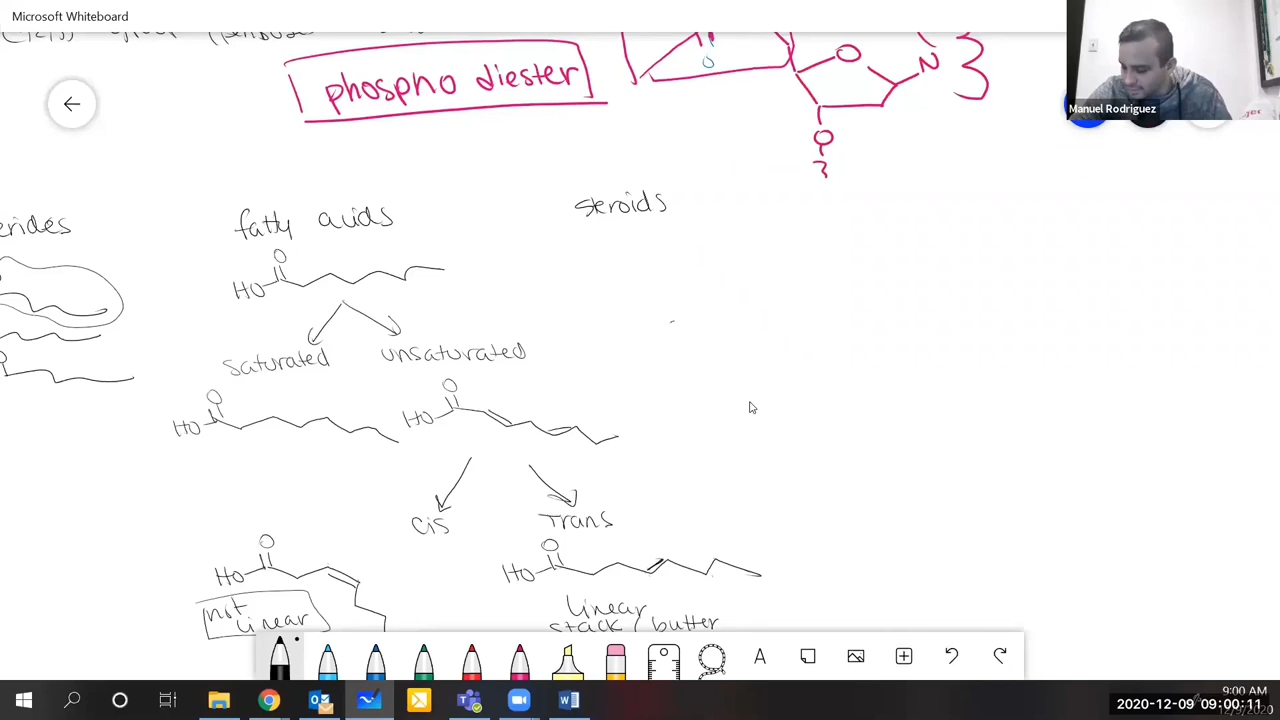 Microsoft Whiteboard
phospho diester
O
N
O
3
Manuel Rodriguez
erides
fatty acids
steroids
O
HO
saturated
unsaturated
O
HO
O
HO
cis
Trans
O
HO
O
HO
not linear
linear
stack / butter
A
9:00 AM
2020-12-09 09:00:11